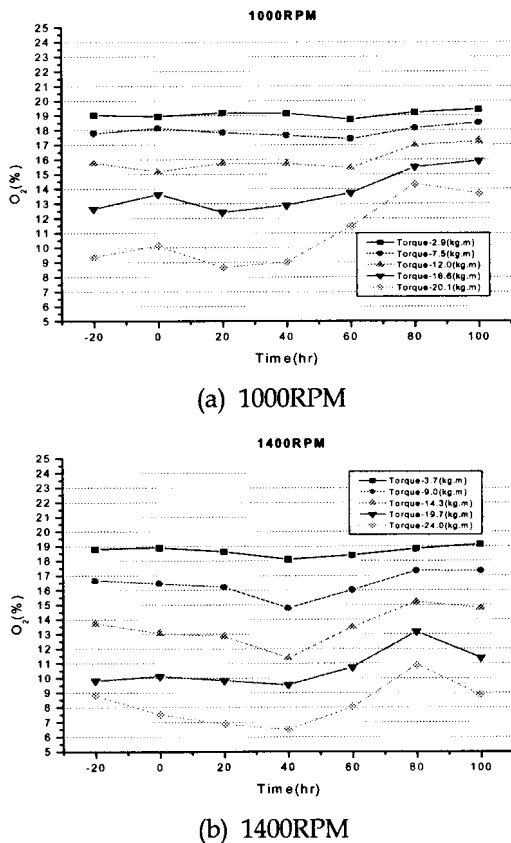 1000RPM
25
24
23
22
21
20
19
18
17
16
15
14
13
12
11
10
9
8
7
6
5
O₂(%)
Torque-2.9(kg.m)
Torque-7.5(kg.m)
Torque-12.0(kg.m)
Torque-16.6(kg.m)
Torque-20.1(kg.m)
-20 0 20 40 60 80 100
Time(hr)
(a) 1000RPM
1400RPM
25
24
23
22
21
20
19
18
17
16
15
14
13
12
11
10
9
8
7
6
5
O₂(%)
Torque-3.7(kg.m)
Torque-9.0(kg.m)
Torque-14.3(kg.m)
Torque-19.7(kg.m)
Torque-24.0(kg.m)
-20 0 20 40 60 80 100
Time(hr)
(b) 1400RPM